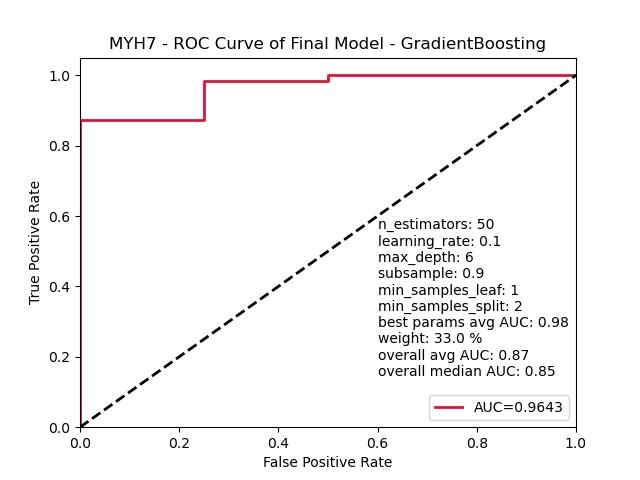 MYH7 - ROC Curve of Final Model - GradientBoosting
True Positive Rate
1.0
0.8
0.6
0.4
0.2
0.0
n_estimators: 50
learning_rate: 0.1
max_depth: 6
subsample: 0.9
min_samples_leaf: 1
min_samples_split: 2
best params avg AUC: 0.98
weight: 33.0 %
overall avg AUC: 0.87
overall median AUC: 0.85
AUC=0.9643
0.0 0.2 0.4 0.6 0.8 1.0
False Positive Rate